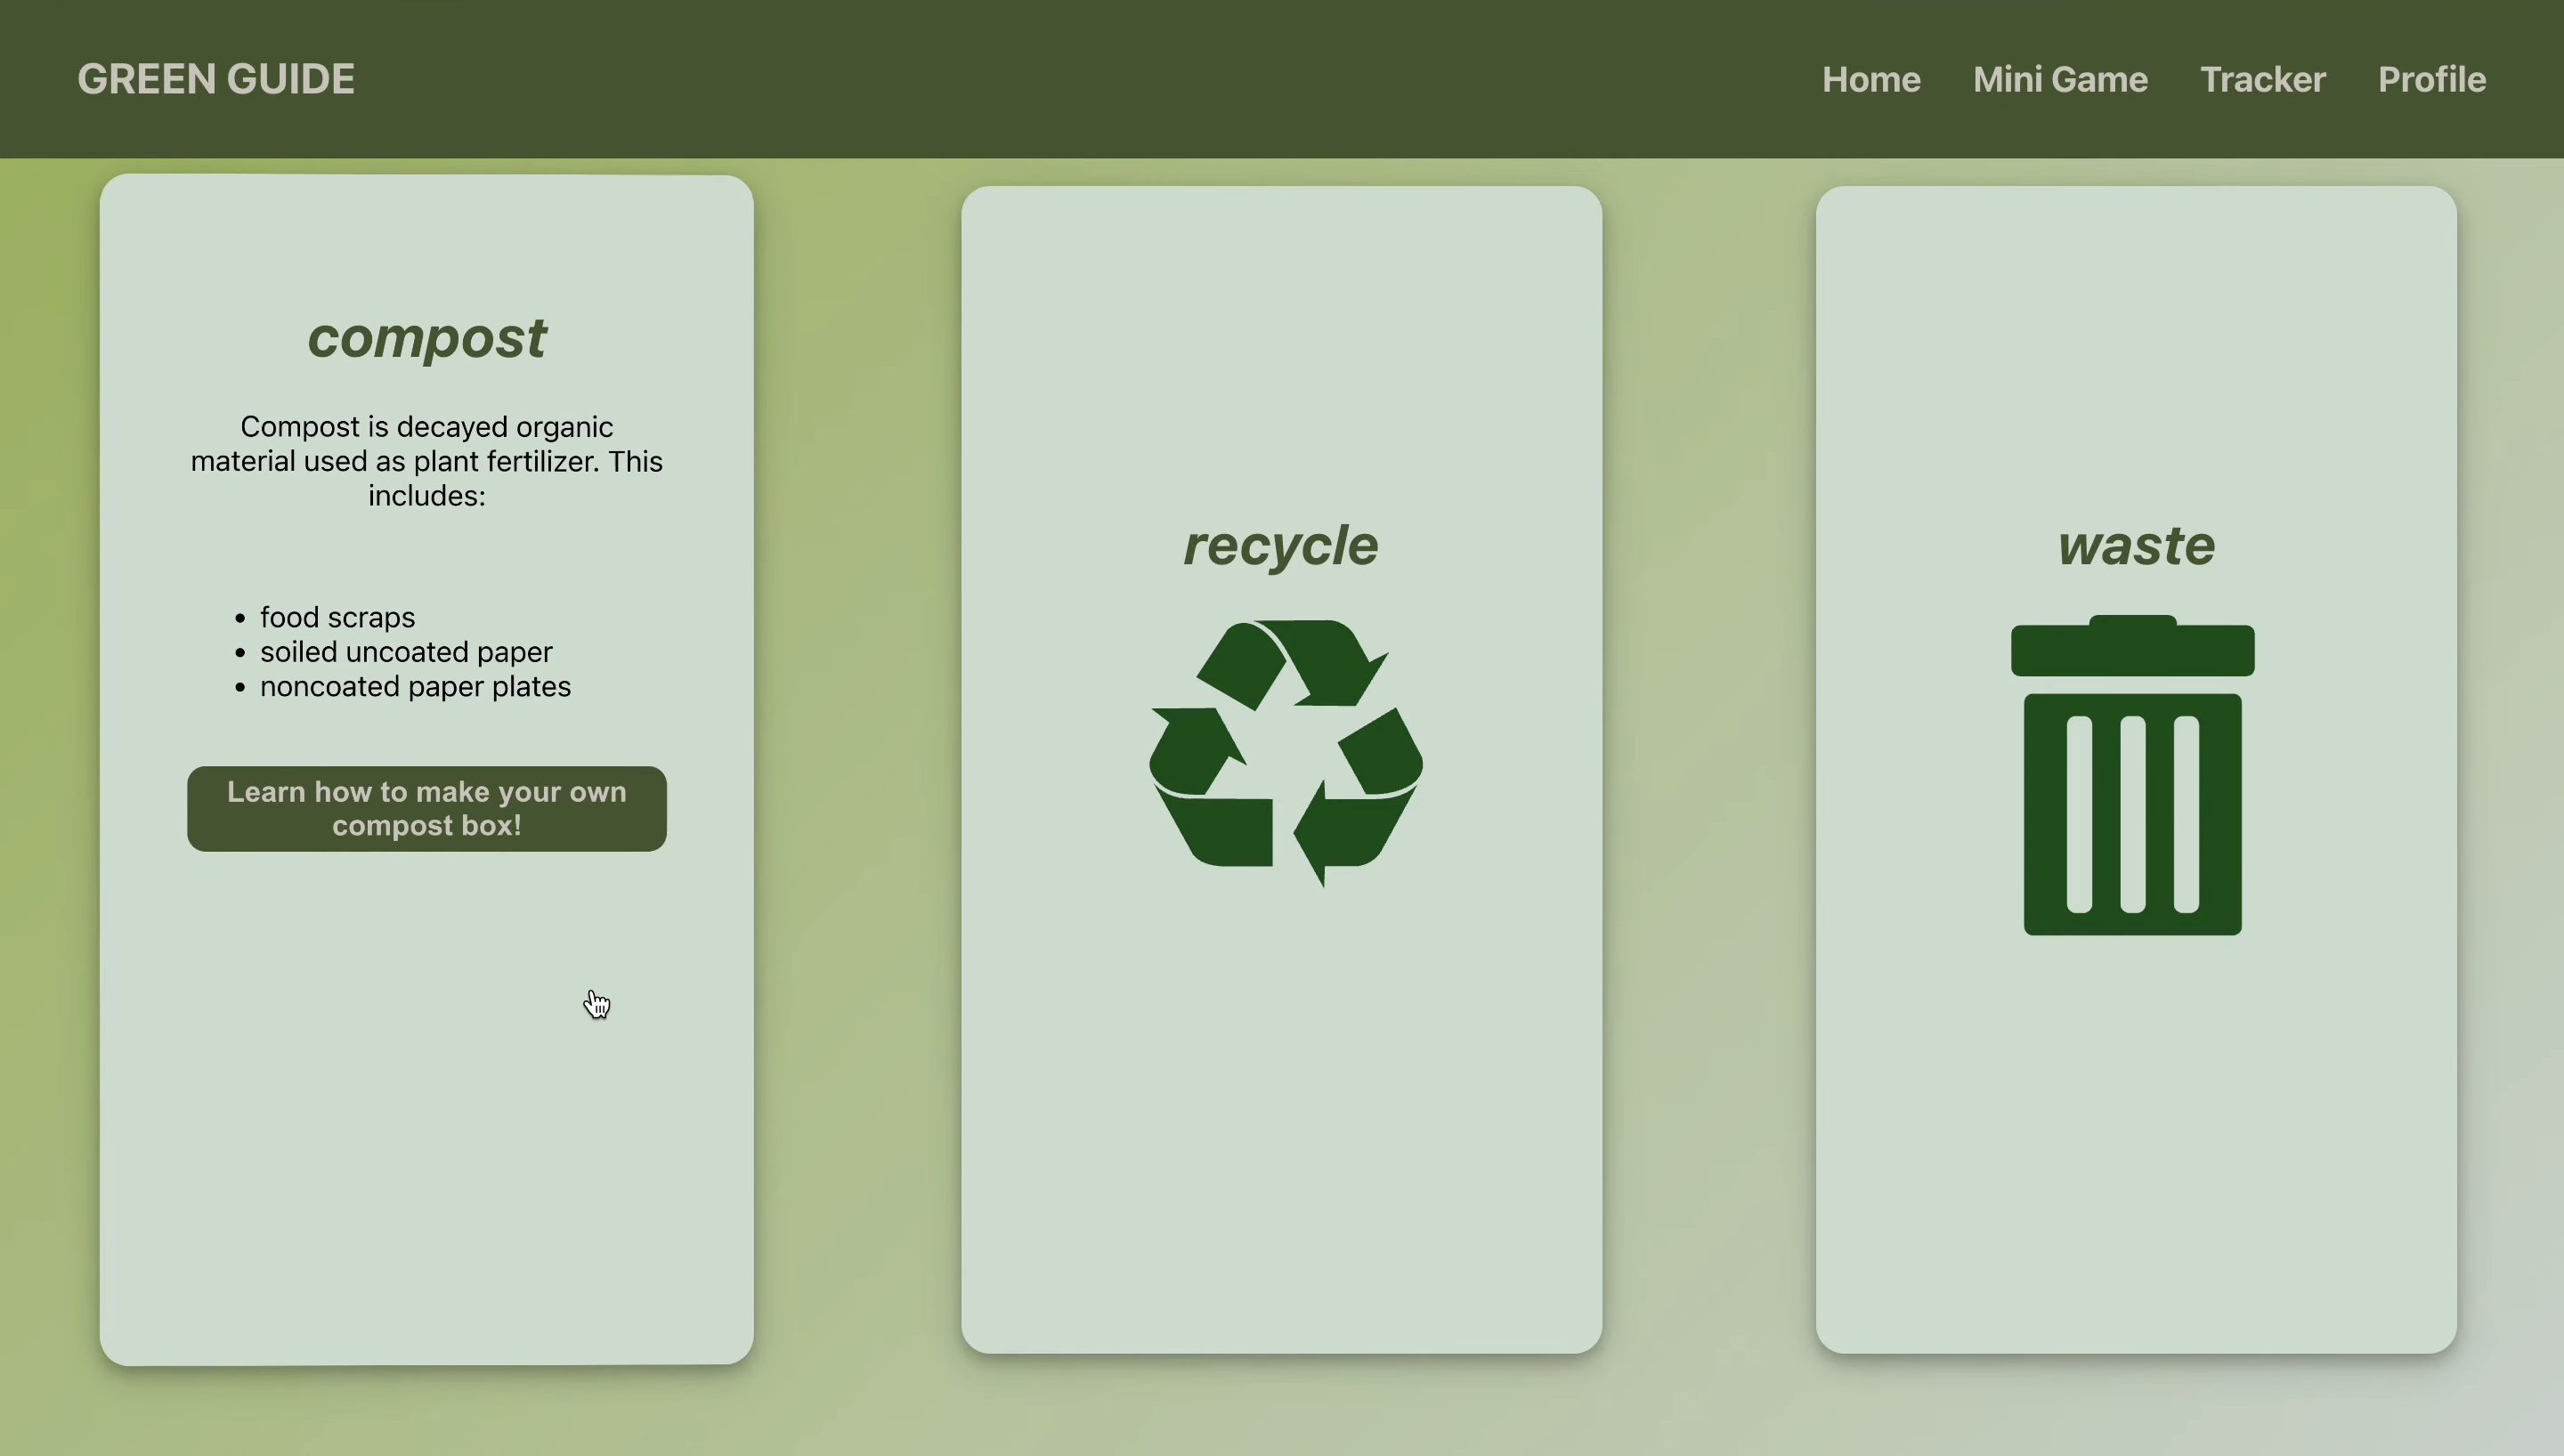 GREEN GUIDE
Home
Mini Game
Tracker
Profile
compost
Compost is decayed organic
material used as plant fertilizer. This
includes:
• food scraps
• soiled uncoated paper
• noncoated paper plates
Learn how to make your own
compost box!
recycle
waste